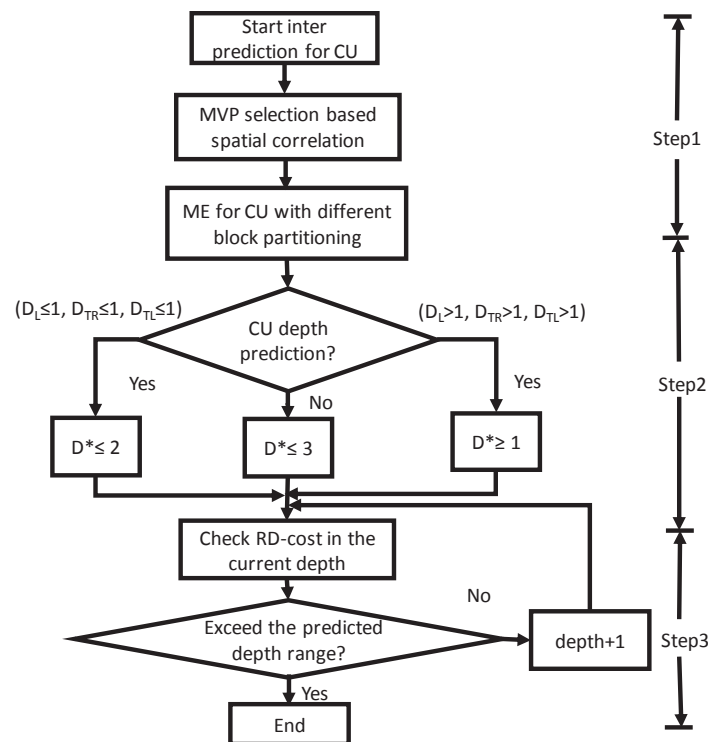 Start inter
prediction for CU
MVP selection based
spatial correlation
Step1
ME for CU with different
block partitioning
(D_L≤1, D_TR≤1, D_TL≤1)
(D_L>1, D_TR>1, D_TL>1)
CU depth
prediction?
Yes
No
Yes
Step2
D*≤ 2
D*≤ 3
D*≥ 1
Check RD-cost in the
current depth
No
Exceed the predicted
depth range?
depth+1
Step3
Yes
End